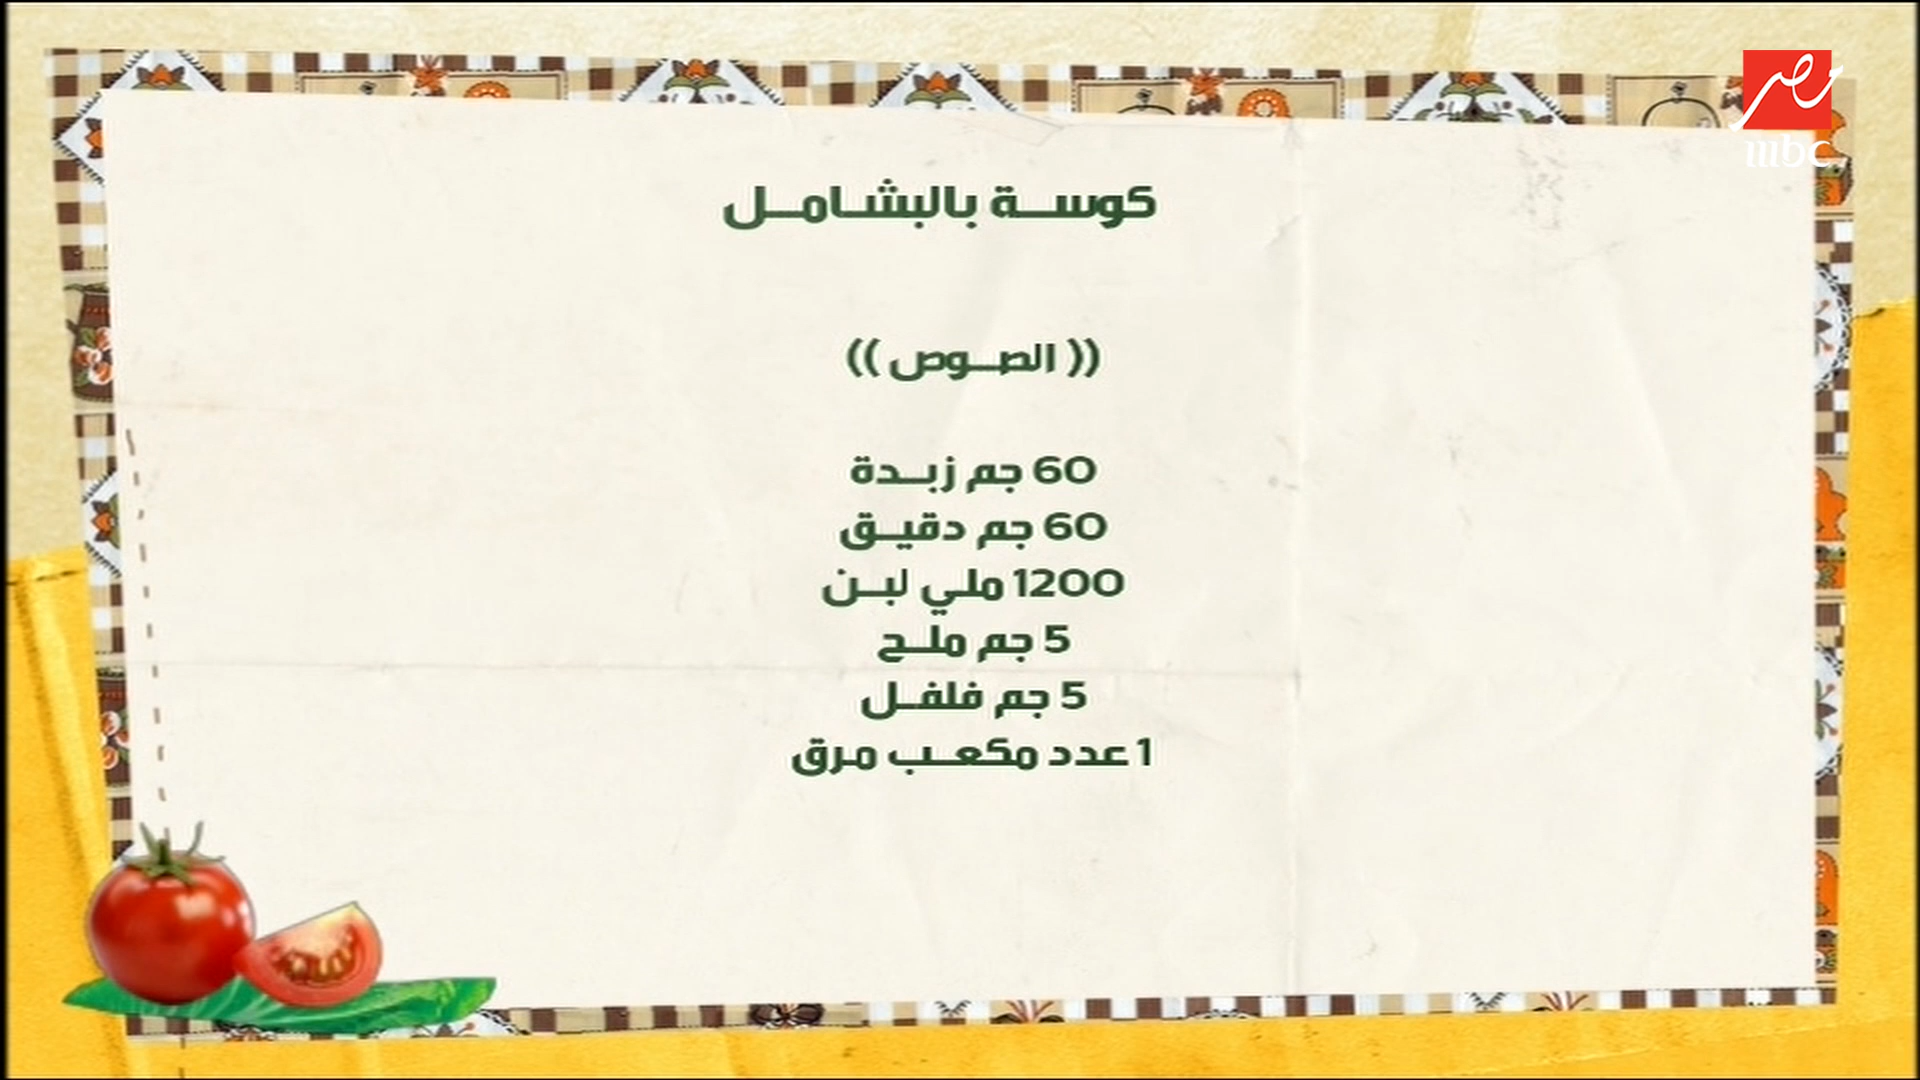 مصر
mbc
كوسة بالبشامل
(( الصوص ))
60 جم زبدة
60 جم دقيق
1200 ملي لبن
5 جم ملح
5 جم فلفل
1 عدد مكعب مرق